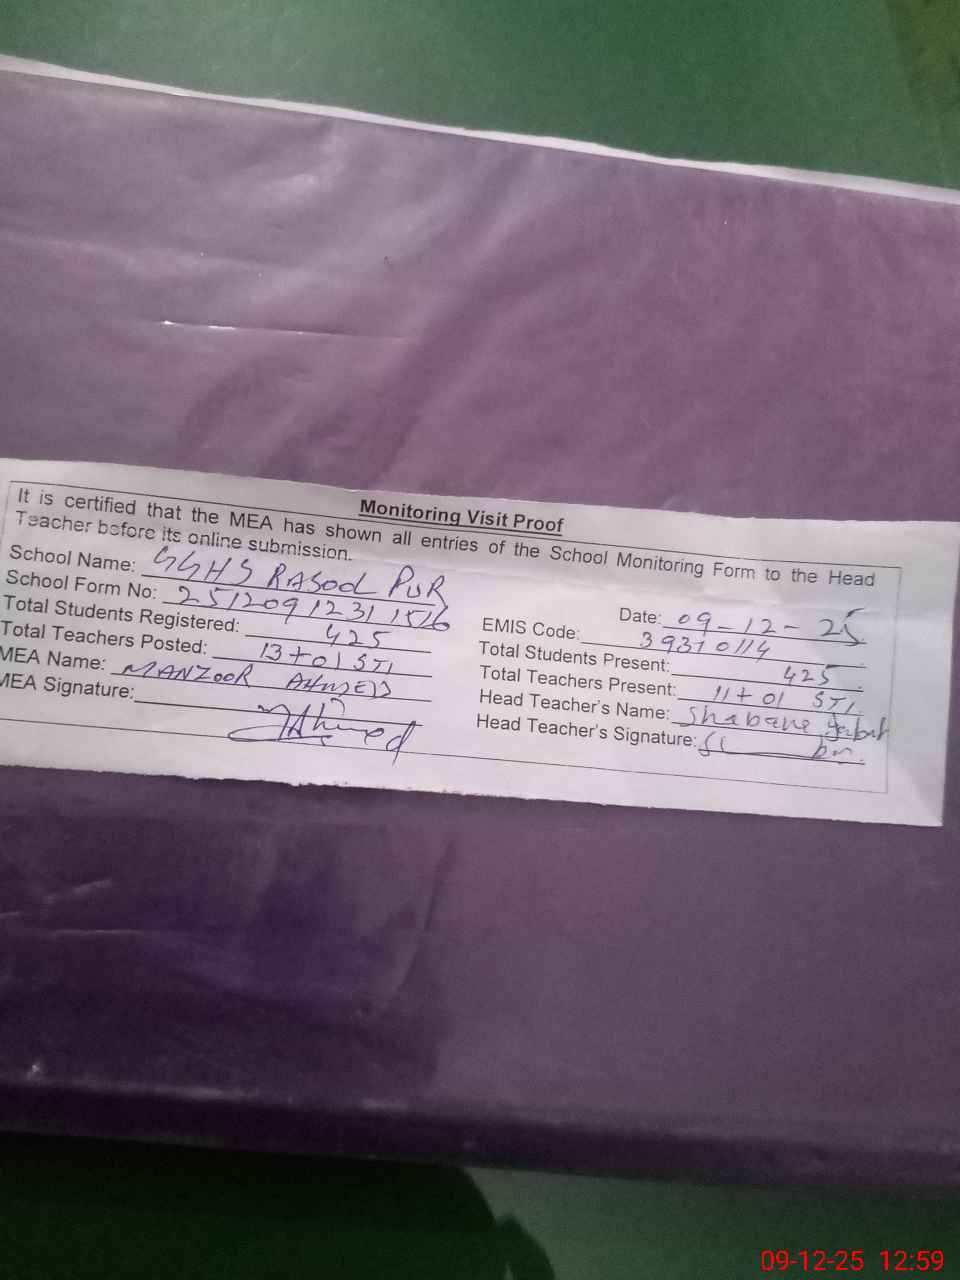 Monitoring Visit Proof
It is certified that the MEA has shown all entries of the School Monitoring Form to the Head
Teacher before its online submission.
School Name: GGHS RASOOL PUR
Date: 09-12-25
School Form No: 25120912311526
EMIS Code: 39310114
Total Students Registered: 425
Total Students Present: 425
Total Teachers Posted: 13+01 STI
Total Teachers Present: 11+01 STI.
MEA Name: MANZOOR AHMED
Head Teacher's Name: Shabana
MEA Signature: Ahmed
Head Teacher's Signature:
09-12-25 12:59